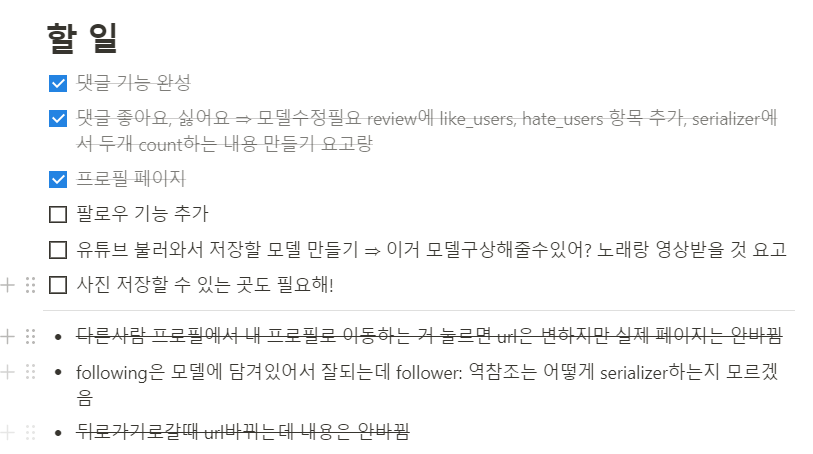 할 일
댓글 기능 완성
댓글 좋아요, 싫어요 ⇒ 모델수정필요 review에 like_users, hate_users 항목 추가, serializer에
서 두개 count하는 내용 만들기 요고랑
프로필 페이지
팔로우 기능 추가
유튜브 불러와서 저장할 모델 만들기 ⇒ 이거 모델구상해줄수있어? 노래랑 영상받을 것 요고
사진 저장할 수 있는 곳도 필요해!
다른사람 프로필에서 내 프로필로 이동하는 거 눌르면 url은 변하지만 실제 페이지는 안바뀜
following은 모델에 담겨있어서 잘되는데 follower: 역참조는 어떻게 serializer하는지 모르겠
음
뒤로가기로갈때 url바뀌는데 내용은 안바뀜